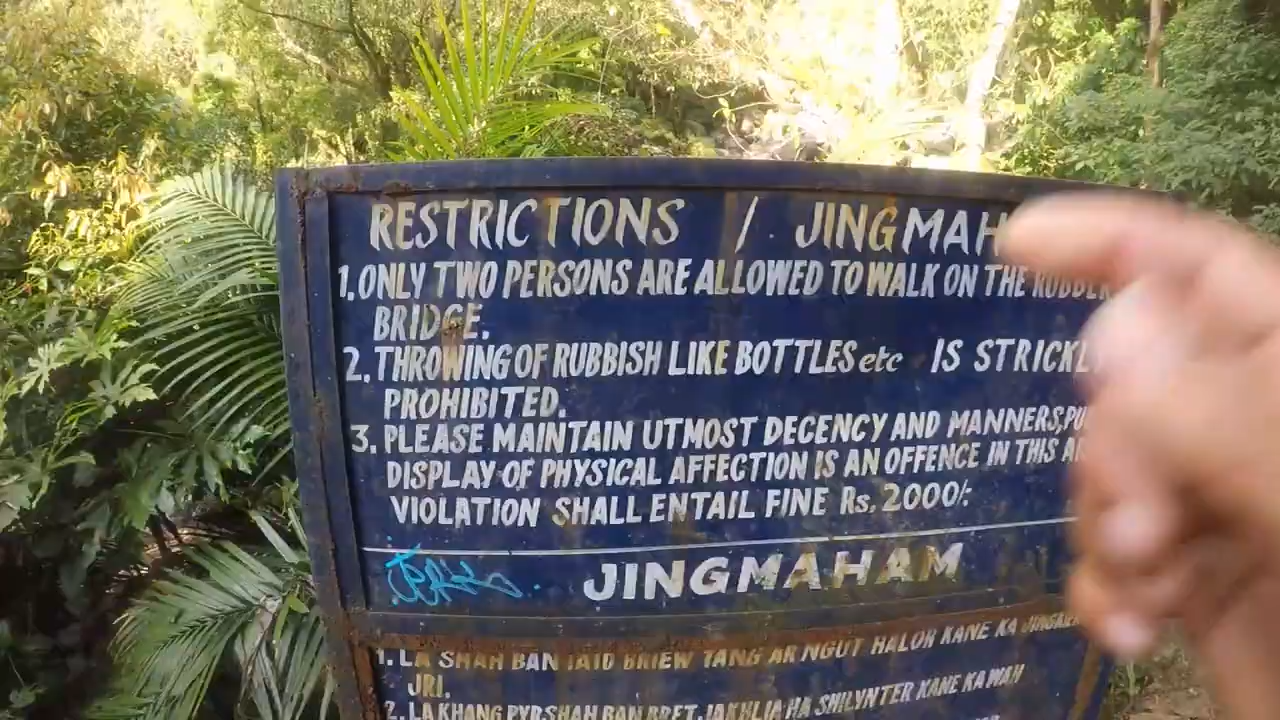 RESTRICTIONS / JINGMAH
1. ONLY TWO PERSONS ARE ALLOWED TO WALK ON THE RUBBER
BRIDGE.
2. THROWING OF RUBBISH LIKE BOTTLES etc IS STRICKL
PROHIBITED.
3. PLEASE MAINTAIN UTMOST DECENCY AND MANNERS, PU
DISPLAY OF PHYSICAL AFFECTION IS AN OFFENCE IN THIS
VIOLATION SHALL ENTAIL FINE Rs. 2000/-
JINGMAHAM
1. LA SHAH BAN IAID BRIEW TANG AR NGUT HALOR KANE KA
JRI.
2. LA KHANG PYRSHAH BAN BRET JAKHLIA HA SHILYNTER KANE KA WAH